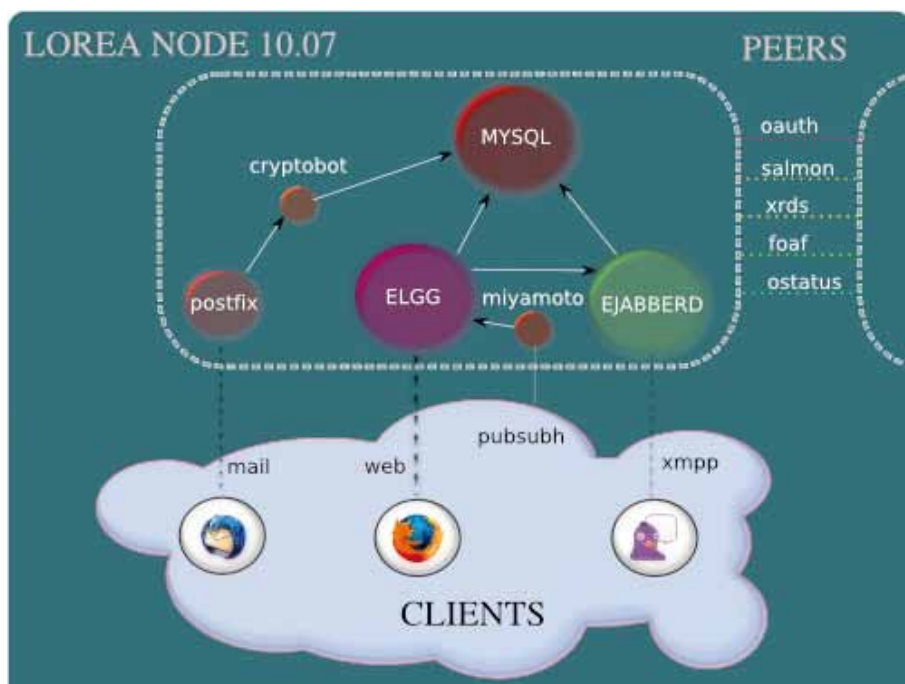 LOREA NODE 10.07
PEERS
MYSQL
oauth
cryptobot
salmon
xrds
foaf
ostatus
postfix
ELGG
miyamoto
EJABBERD
pubsubh
mail
web
xmpp
CLIENTS